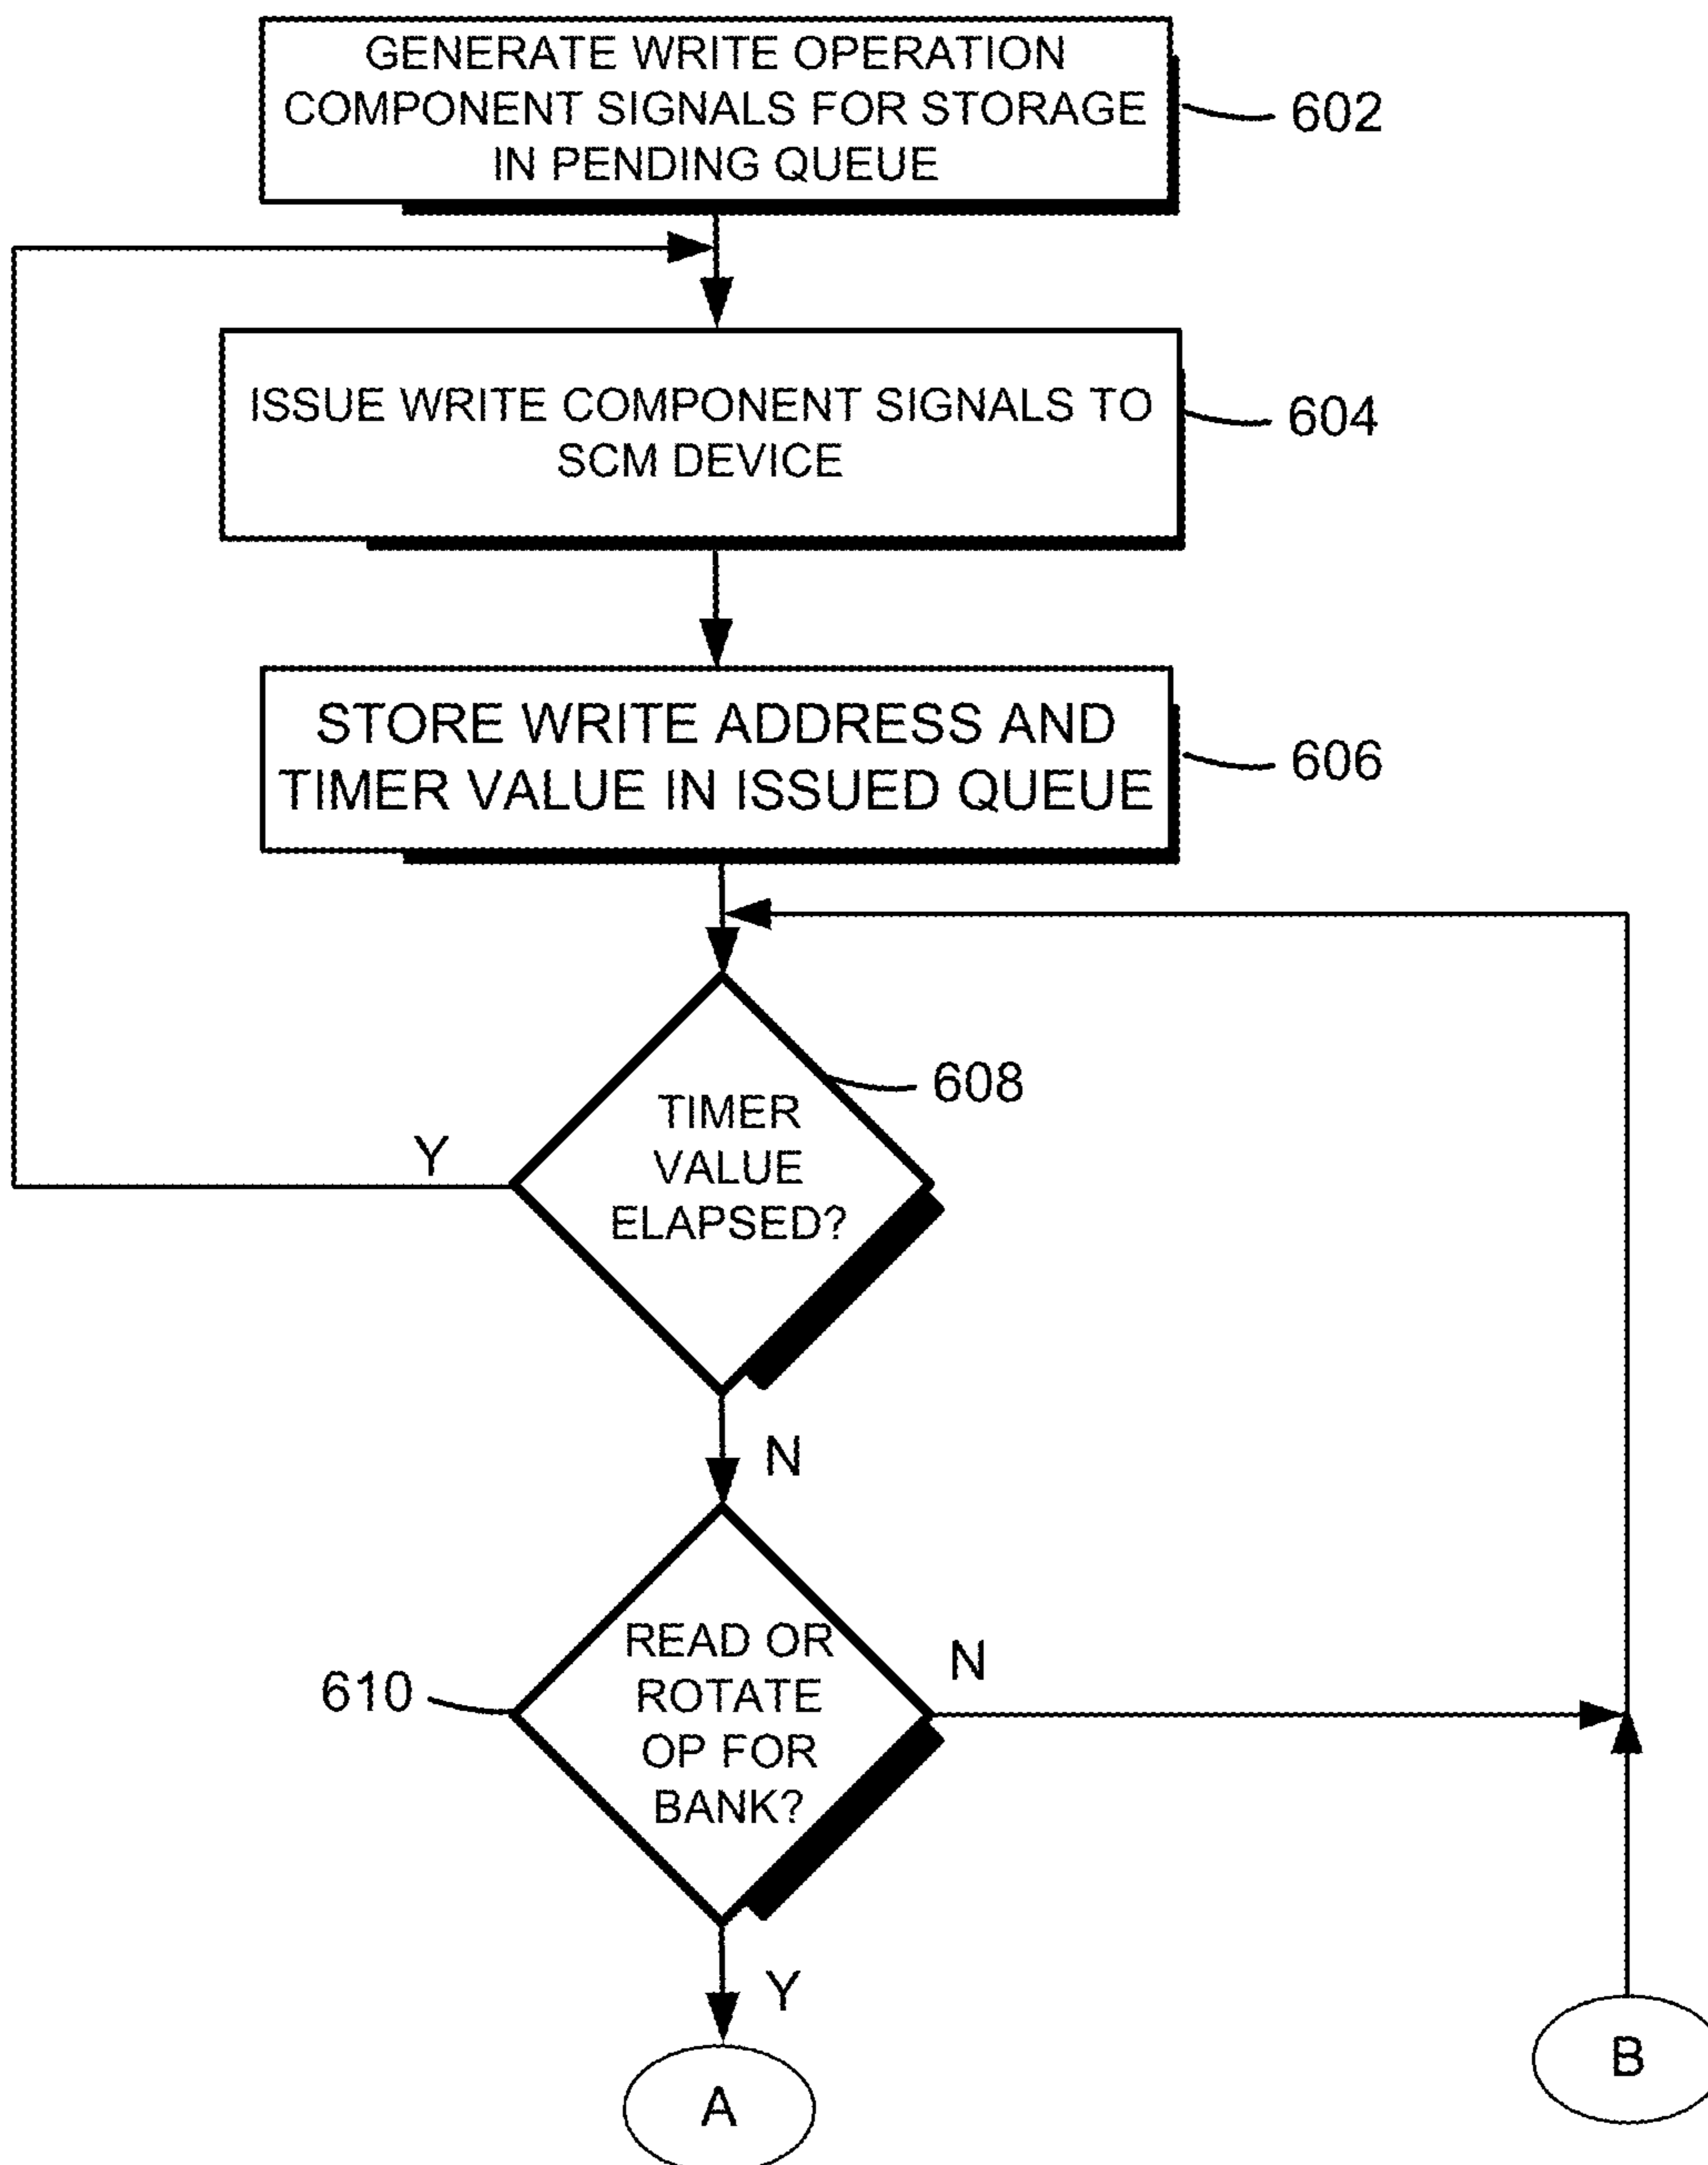 GENERATE WRITE OPERATION
COMPONENT SIGNALS FOR STORAGE
IN PENDING QUEUE
602
ISSUE WRITE COMPONENT SIGNALS TO
SCM DEVICE
604
STORE WRITE ADDRESS AND
TIMER VALUE IN ISSUED QUEUE
606
608
TIMER
VALUE
ELAPSED?
Y
N
READ OR
ROTATE
OP FOR
BANK?
610
N
Y
A
B